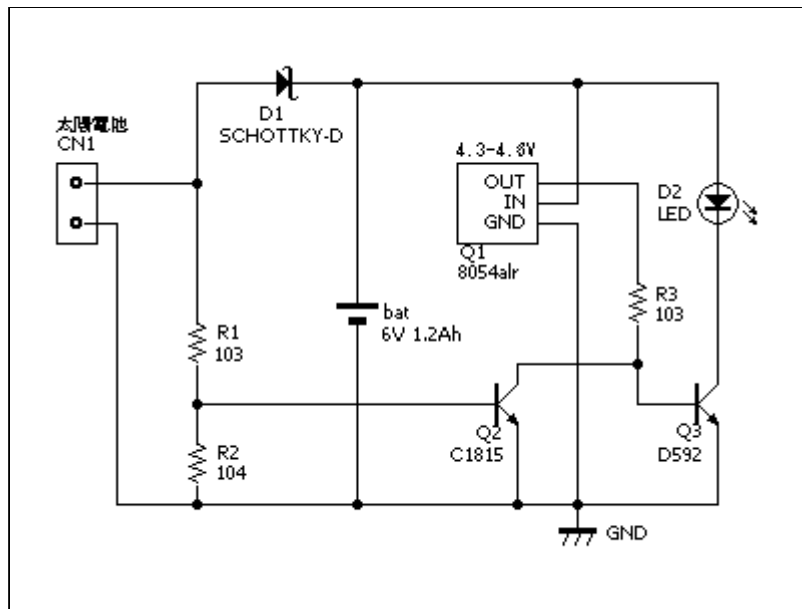 太陽電池
CN1
D1
SCHOTTKY-D
4.3-4.6V
OUT
IN
GND
Q1
8054alr
D2
LED
R3
103
R1
103
bat
6V 1.2Ah
R2
104
Q2
C1815
Q3
D592
GND